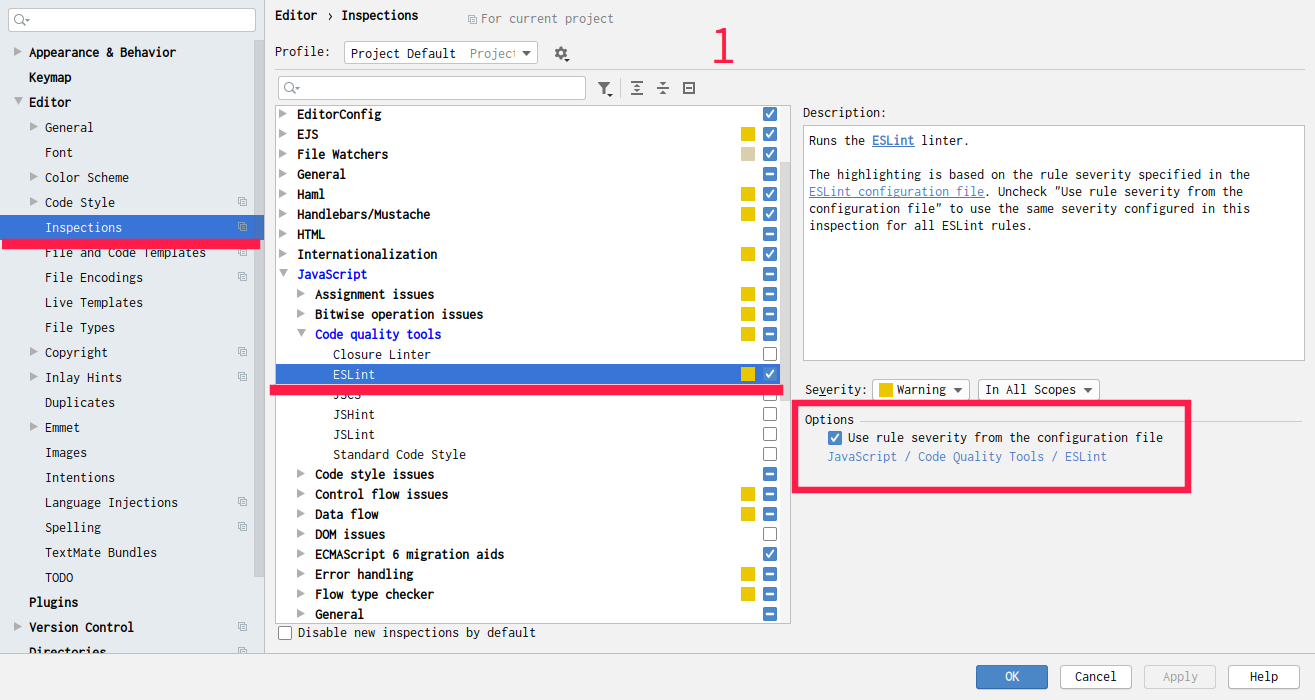 Appearance & Behavior
Keymap
Editor
General
Font
Color Scheme
Code Style
Inspections
File and Code Templates
File Encodings
Live Templates
File Types
Copyright
Inlay Hints
Duplicates
Emmet
Images
Intentions
Language Injections
Spelling
TextMate Bundles
TODO
Plugins
Version Control
Directories
Editor › Inspections
For current project
1
Profile:
Project Default Project
EditorConfig
EJS
File Watchers
General
Haml
Handlebars/Mustache
HTML
Internationalization
JavaScript
Assignment issues
Bitwise operation issues
Code quality tools
Closure Linter
ESLint
JSCS
JSHint
JSLint
Standard Code Style
Code style issues
Control flow issues
Data flow
DOM issues
ECMAScript 6 migration aids
Error handling
Flow type checker
General
Disable new inspections by default
Description:
Runs the ESLint linter.
The highlighting is based on the rule severity specified in the
ESLint configuration file. Uncheck "Use rule severity from the
configuration file" to use the same severity configured in this
inspection for all ESLint rules.
Severity: Warning In All Scopes
Options
Use rule severity from the configuration file
JavaScript / Code Quality Tools / ESLint
OK
Cancel
Apply
Help